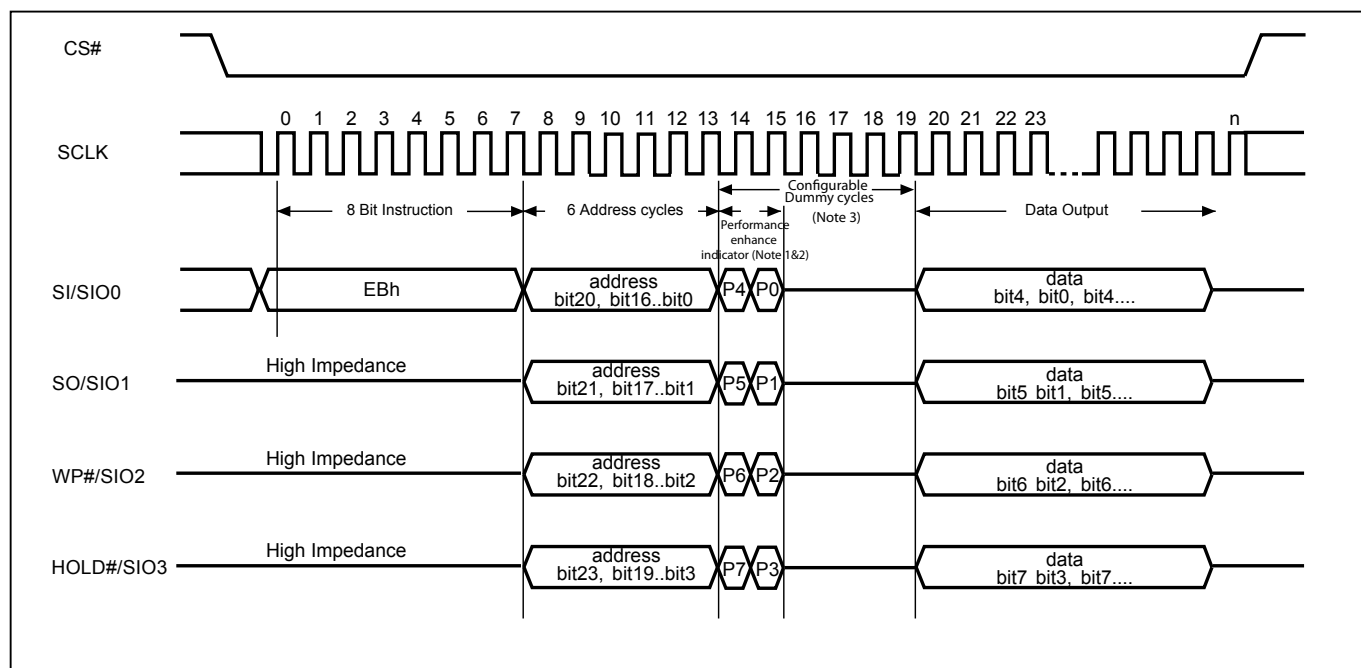 CS#
0 1 2 3 4 5 6 7 8 9 10 11 12 13 14 15 16 17 18 19 20 21 22 23 n
SCLK
8 Bit Instruction
6 Address cycles
Configurable
Dummy cycles
(Note 3)
Data Output
Performance
enhance
indicator (Note 1&2)
SI/SIO0
EBh
address
bit20, bit16..bit0
P4 P0
data
bit4, bit0, bit4....
SO/SIO1
High Impedance
address
bit21, bit17..bit1
P5 P1
data
bit5 bit1, bit5....
WP#/SIO2
High Impedance
address
bit22, bit18..bit2
P6 P2
data
bit6 bit2, bit6....
HOLD#/SIO3
High Impedance
address
bit23, bit19..bit3
P7 P3
data
bit7 bit3, bit7....